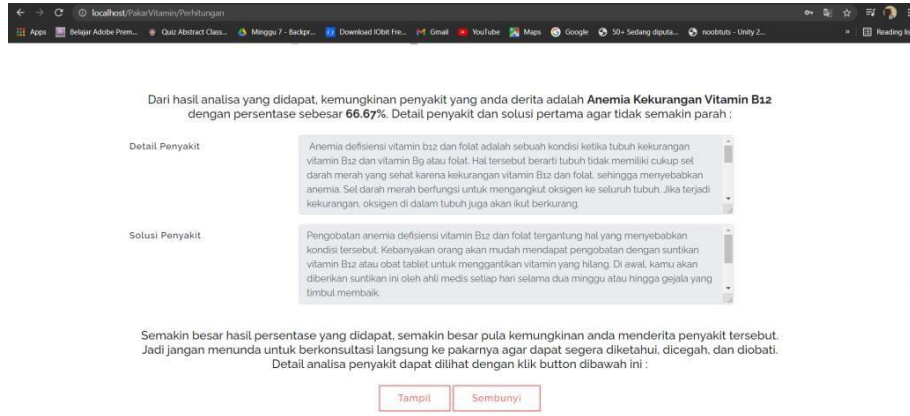 localhost/PakarVitamin/Perhitungan
Apps Belajar Adobe Prem... Quiz Abstract Class... Minggu 7 - Backpr... Download IObit Fre... Gmail YouTube Maps Google 50+ Sedang diputa... noobtuts - Unity 2... » Reading lis
Dari hasil analisa yang didapat, kemungkinan penyakit yang anda derita adalah Anemia Kekurangan Vitamin B12
dengan persentase sebesar 66.67%. Detail penyakit dan solusi pertama agar tidak semakin parah :
Detail Penyakit
Anemia defisiensi vitamin b12 dan folat adalah sebuah kondisi ketika tubuh kekurangan
vitamin B12 dan vitamin B9 atau folat. Hal tersebut berarti tubuh tidak memiliki cukup sel
darah merah yang sehat karena kekurangan vitamin B12 dan folat, sehingga menyebabkan
anemia. Sel darah merah berfungsi untuk mengangkut oksigen ke seluruh tubuh. Jika terjadi
kekurangan, oksigen di dalam tubuh juga akan ikut berkurang.
Solusi Penyakit
Pengobatan anemia defisiensi vitamin B12 dan folat tergantung hal yang menyebabkan
kondisi tersebut. Kebanyakan orang akan mudah mendapat pengobatan dengan suntikan
vitamin B12 atau obat tablet untuk menggantikan vitamin yang hilang. Di awal, kamu akan
diberikan suntikan ini oleh ahli medis setiap hari selama dua minggu atau hingga gejala yang
timbul membaik.
Semakin besar hasil persentase yang didapat, semakin besar pula kemungkinan anda menderita penyakit tersebut.
Jadi jangan menunda untuk berkonsultasi langsung ke pakarnya agar dapat segera diketahui, dicegah, dan diobati.
Detail analisa penyakit dapat dilihat dengan klik button dibawah ini :
Tampil Sembunyi